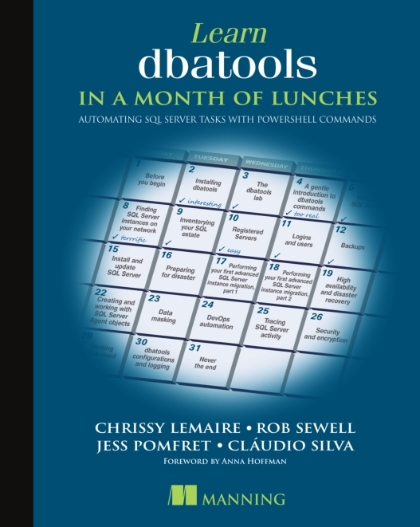 Learn
dbatools
IN A MONTH OF LUNCHES
AUTOMATING SQL SERVER TASKS WITH POWERSHELL COMMANDS
TUESDAY WEDNESDAY
1
Before
you begin
2
Installing
dbatools
✓ interesting
3
The
dbatools
lab
✓
4
A gentle
introduction to
dbatools
commands
✓ too real
8
Finding
SQL Server
instances on
your network
✓ terrific
9
Inventorying
your SQL
estate
✓
10
Registered
Servers
✓ easy
11
Logins
and users
✓
12
Backups
✓
15
Install and
update
SQL Server
16
Preparing
for disaster
17
Performing
your first advanced
SQL Server
instance migration,
part 1
18
Performing
your first advanced
SQL Server
instance migration,
part 2
19
High
availability
and disaster
recovery
22
Creating and
working with
SQL Server
Agent objects
23
Data
masking
24
DevOps
automation
25
Tracing
SQL Server
activity
26
Security
and encryption
30
dbatools
configurations
and logging
31
Never
the end
CHRISSY LEMAIRE • ROB SEWELL
JESS POMFRET • CLÁUDIO SILVA
FOREWORD BY ANNA HOFFMAN
MANNING